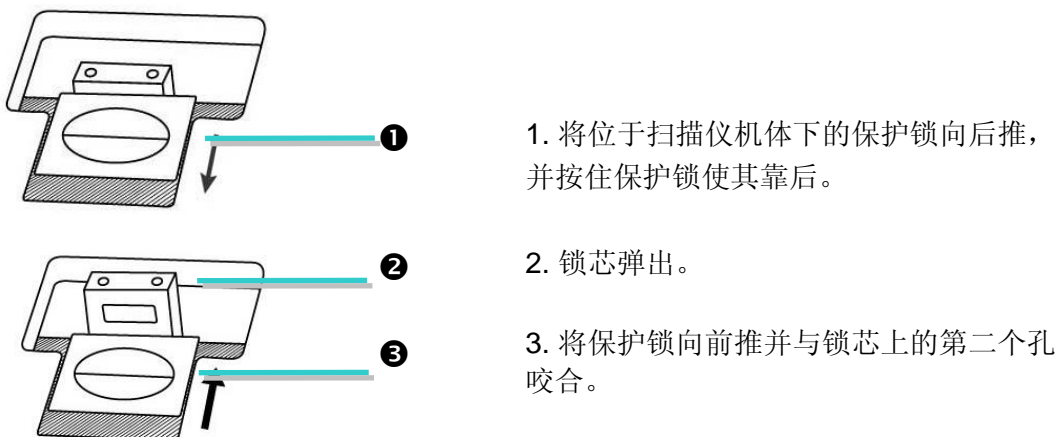 ❶
1. 将位于扫描仪机体下的保护锁向后推，
并按住保护锁使其靠后。
❷
2. 锁芯弹出。
❸
3. 将保护锁向前推并与锁芯上的第二个孔
咬合。